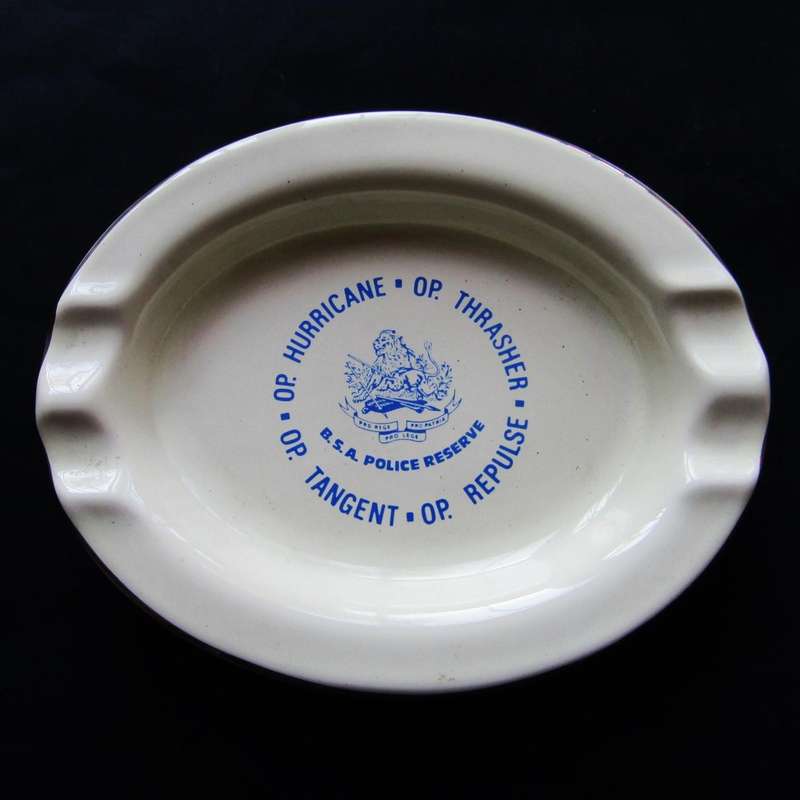 OP. HURRICANE ▪ OP. THRASHER ▪ OP. REPULSE ▪ OP. TANGENT ▪
PRO REGE PRO PATRIA
PRO LEGE
B.S.A. POLICE RESERVE